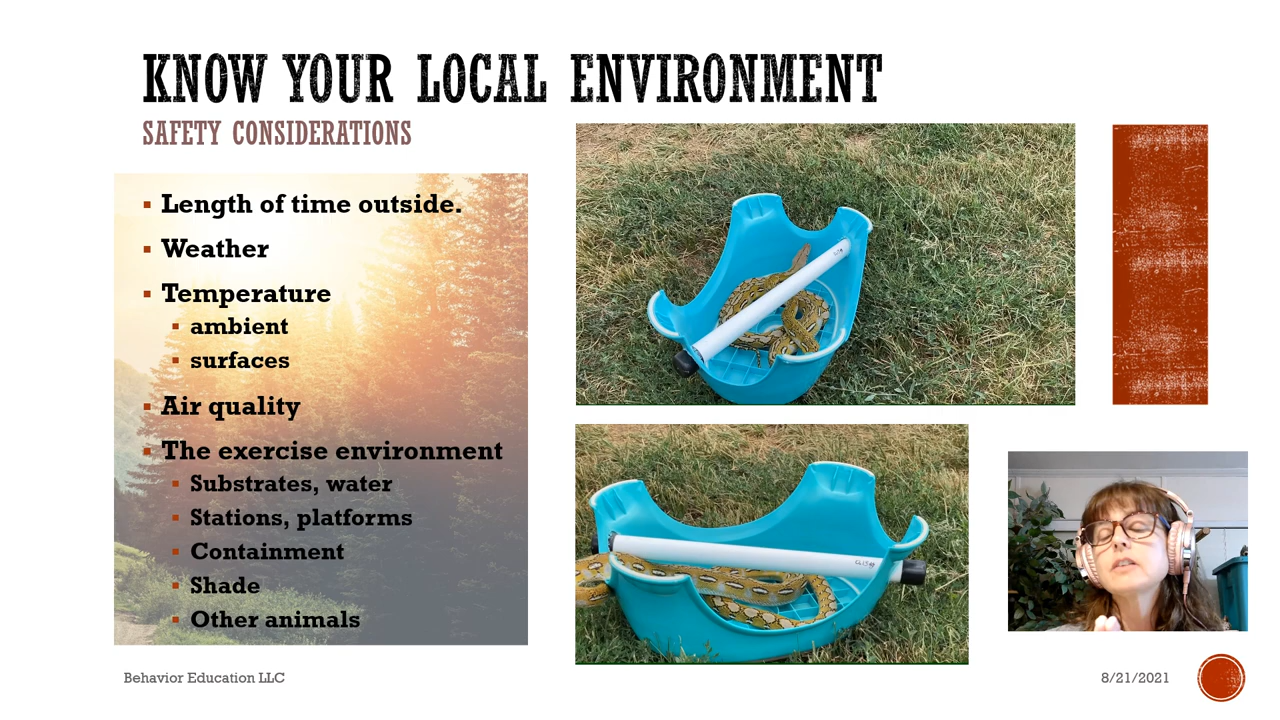 KNOW YOUR LOCAL ENVIRONMENT
SAFETY CONSIDERATIONS
Length of time outside.
Weather
Temperature
ambient
surfaces
Air quality
The exercise environment
Substrates, water
Stations, platforms
Containment
Shade
Other animals
Behavior Education LLC
8/21/2021